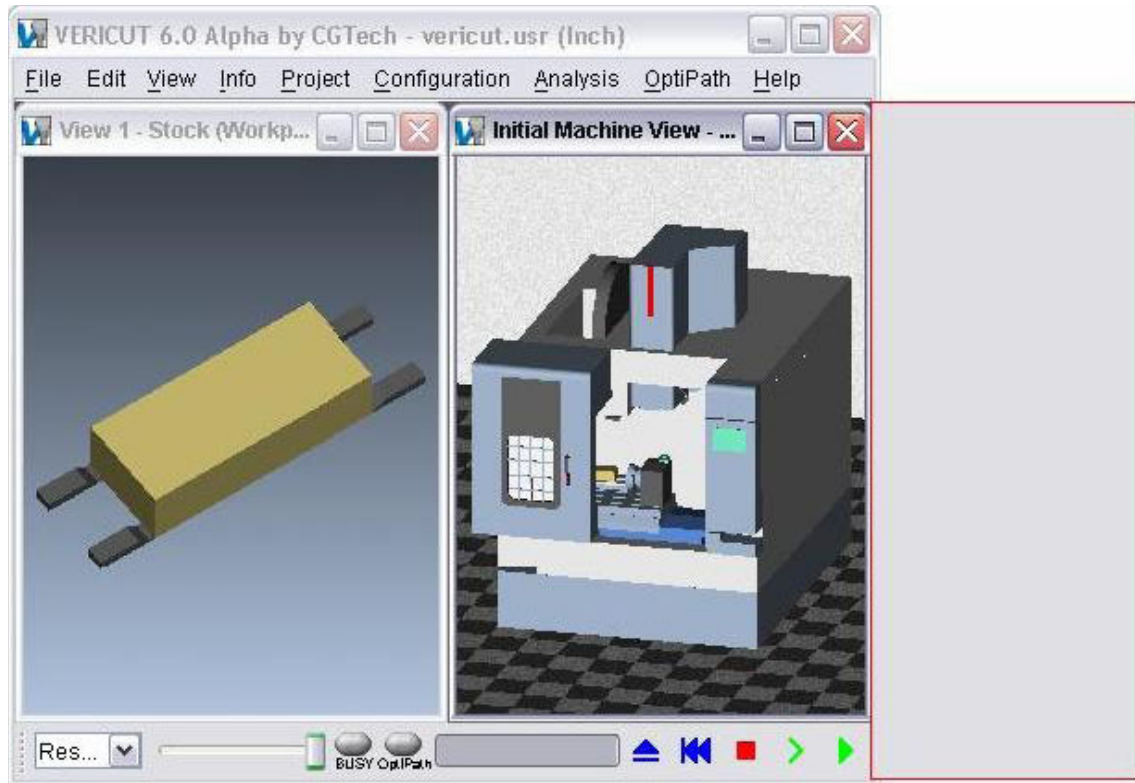 VERICUT 6.0 Alpha by CGTech - vericut.usr (Inch)
File Edit View Info Project Configuration Analysis OptiPath Help
View 1 - Stock (Workp...
Initial Machine View - ...
Res...
BUSY OptiPath